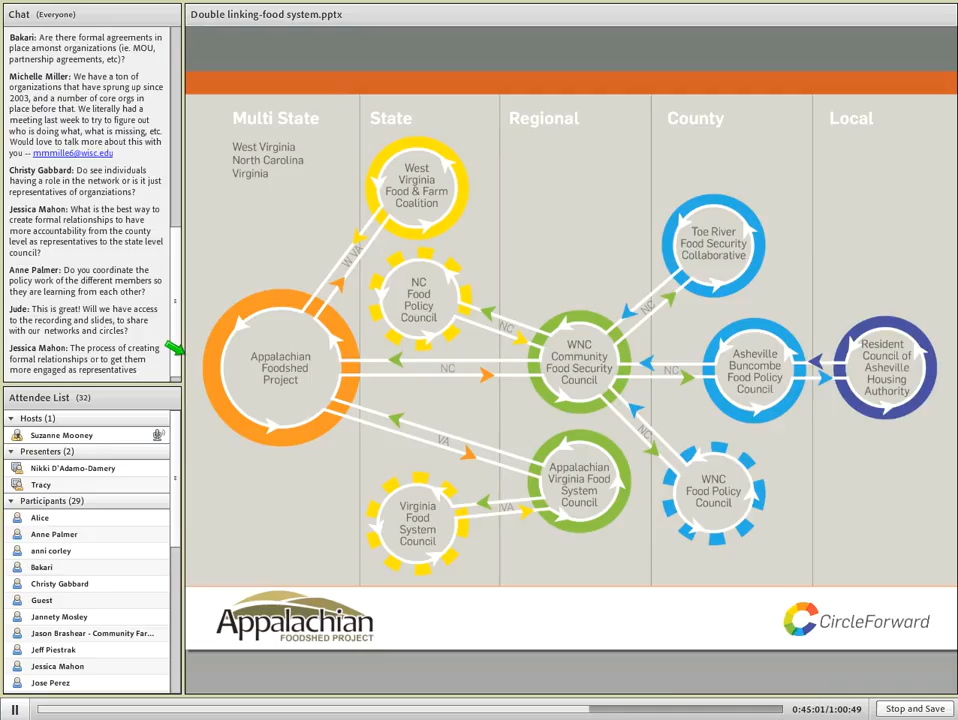 Chat (Everyone)
Bakari: Are there formal agreements in
place amonst organizations (ie. MOU,
partnership agreements, etc)?
Michelle Miller: We have a ton of
organizations that have sprung up since
2003, and a number of core orgs in
place before that. We literally had a
meeting last week to try to figure out
who is doing what, what is missing, etc.
Would love to talk more about this with
you -- mmmille6@wisc.edu
Christy Gabbard: Do see individuals
having a role in the network or is it just
representatives of organziations?
Jessica Mahon: What is the best way to
create formal relationships to have
more accountability from the county
level as representatives to the state level
council?
Anne Palmer: Do you coordinate the
policy work of the different members so
they are learning from each other?
Jude: This is great! Will we have access
to the recording and slides, to share
with our networks and circles?
Jessica Mahon: The process of creating
formal relationships or to get them
more engaged as representatives
Attendee List (32)
Hosts (1)
Suzanne Mooney
Presenters (2)
Nikki D'Adamo-Damery
Tracy
Participants (29)
Alice
Anne Palmer
anni corley
Bakari
Christy Gabbard
Guest
Jannety Mosley
Jason Brashear - Community Far...
Jeff Piestrak
Jessica Mahon
Jose Perez
Double linking-food system.pptx
Multi State
State
Regional
County
Local
West Virginia
North Carolina
Virginia
West
Virginia
Food & Farm
Coalition
W VA
NC
Food
Policy
Council
NC
Toe River
Food Security
Collaborative
NC
Appalachian
Foodshed
Project
NC
WNC
Community
Food Security
Council
NC
Asheville
Buncombe
Food Policy
Council
Resident
Council of
Asheville
Housing
Authority
VA
NC
Appalachian
Virginia Food
System
Council
WNC
Food Policy
Council
Virginia
Food
System
Council
VA
Appalachian
FOODSHED PROJECT
CircleForward
0:45:01/1:00:49
Stop and Save